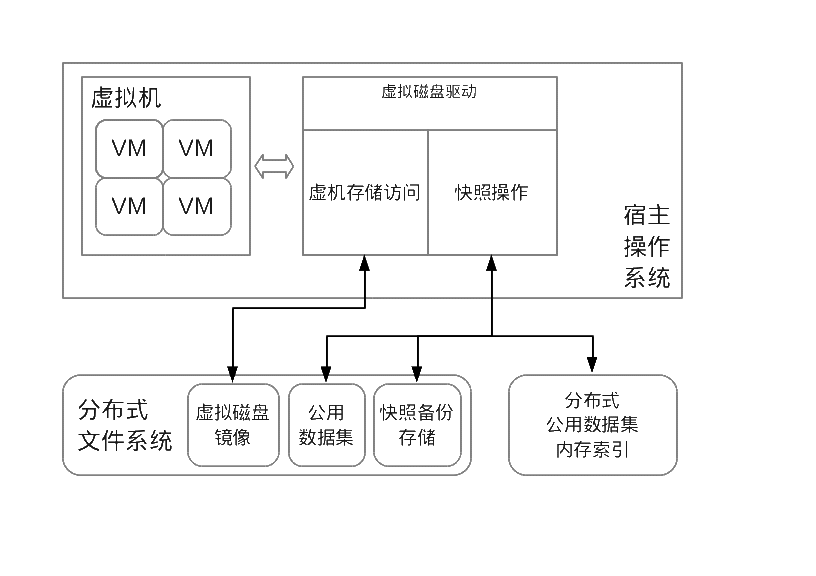 虚拟机
VM
VM
VM
VM
虚拟磁盘驱动
虚机存储访问
快照操作
宿主
操作
系统
分布式
文件系统
虚拟磁盘
镜像
公用
数据集
快照备份
存储
分布式
公用数据集
内存索引